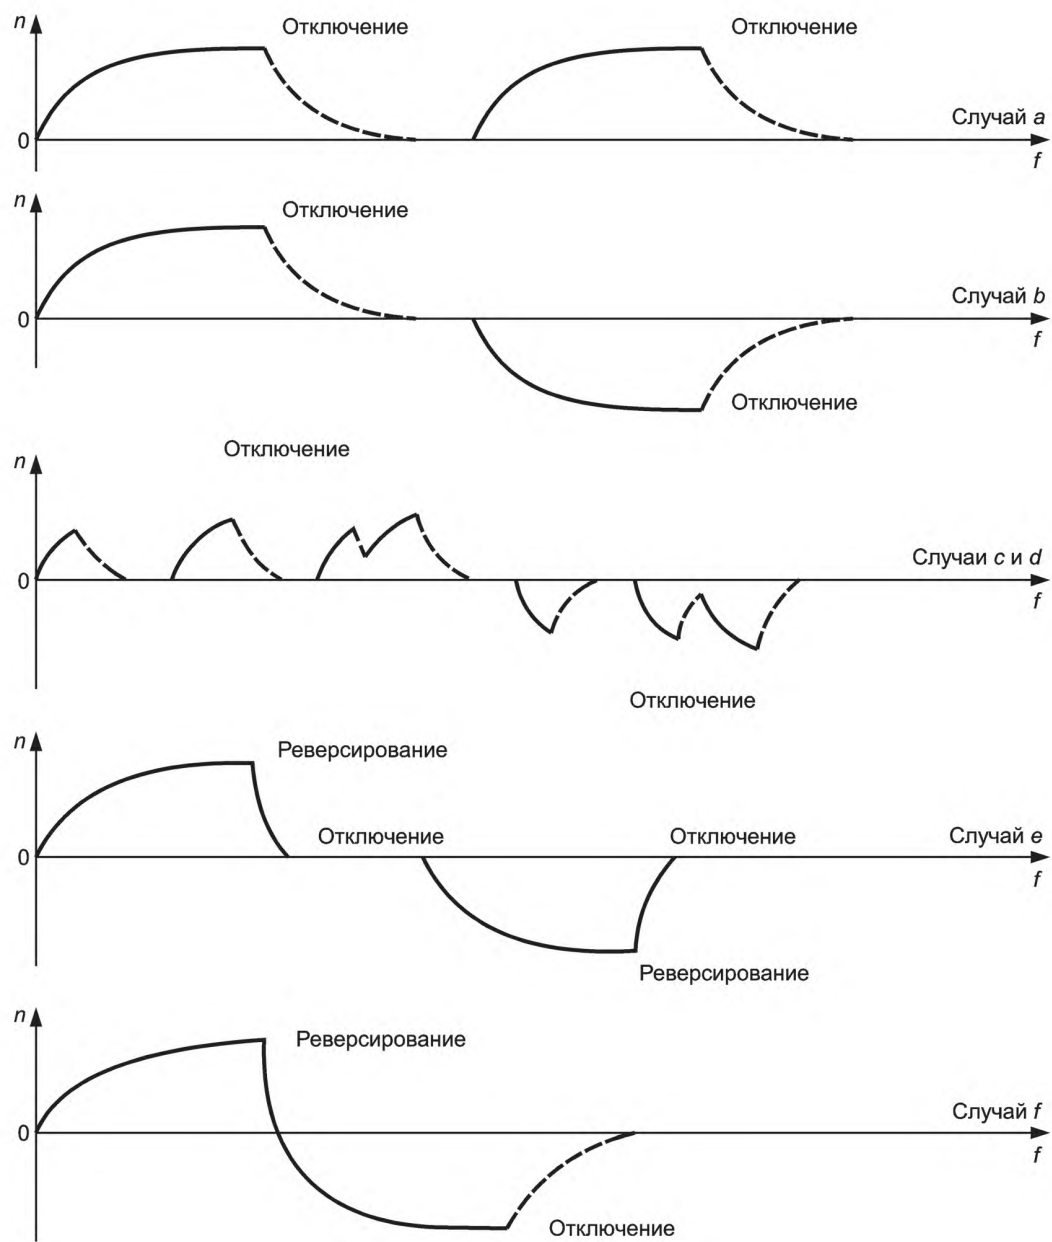 n
Отключение
Отключение
Случай a
0
f
n
Отключение
Случай b
0
f
Отключение
Отключение
n
Случаи c и d
0
f
Отключение
n
Реверсирование
Отключение
Отключение
Случай e
0
f
Реверсирование
n
Реверсирование
Случай f
0
f
Отключение